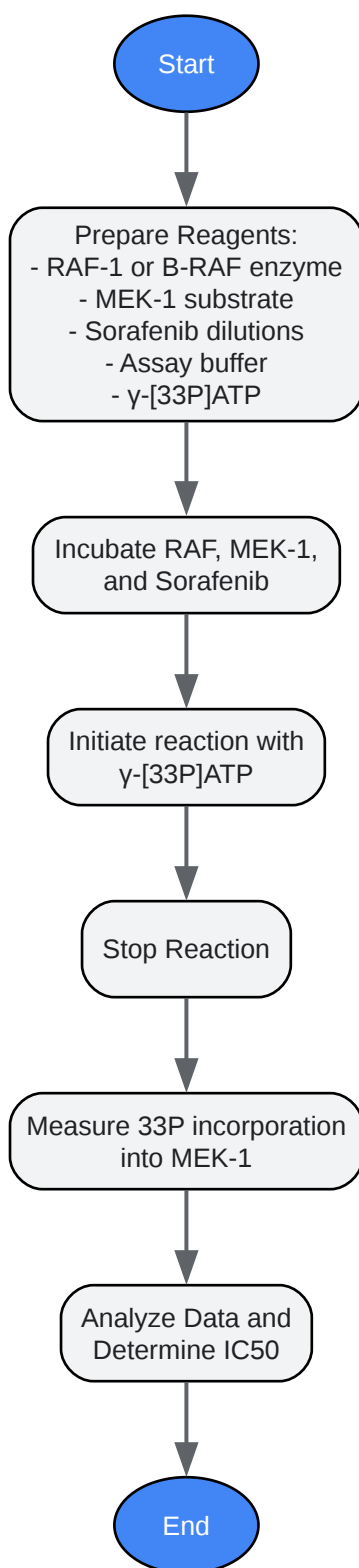 Start
Prepare Reagents:
- RAF-1 or B-RAF enzyme
- MEK-1 substrate
- Sorafenib dilutions
- Assay buffer
- γ-[33P]ATP
Incubate RAF, MEK-1,
and Sorafenib
Initiate reaction with
γ-[33P]ATP
Stop Reaction
Measure 33P incorporation
into MEK-1
Analyze Data and
Determine IC50
End